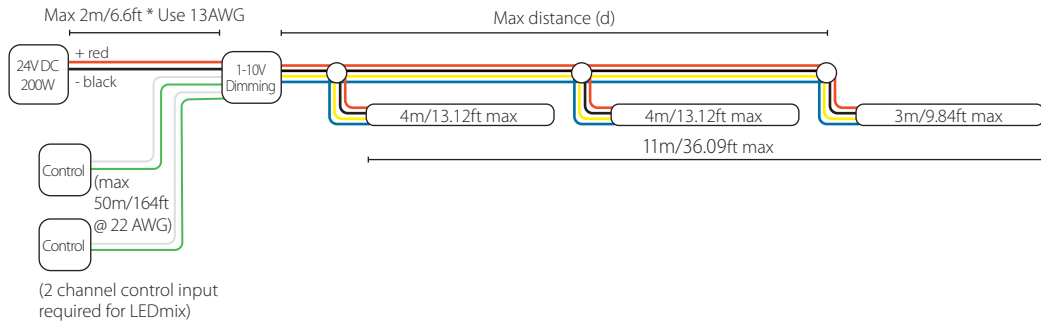 Max 2m/6.6ft * Use 13AWG
Max distance (d)
24V DC
200W
+ red
- black
1-10V
Dimming
4m/13.12ft max
4m/13.12ft max
3m/9.84ft max
11m/36.09ft max
Control
(max
50m/164ft
@ 22 AWG)
Control
(2 channel control input
required for LEDmix)